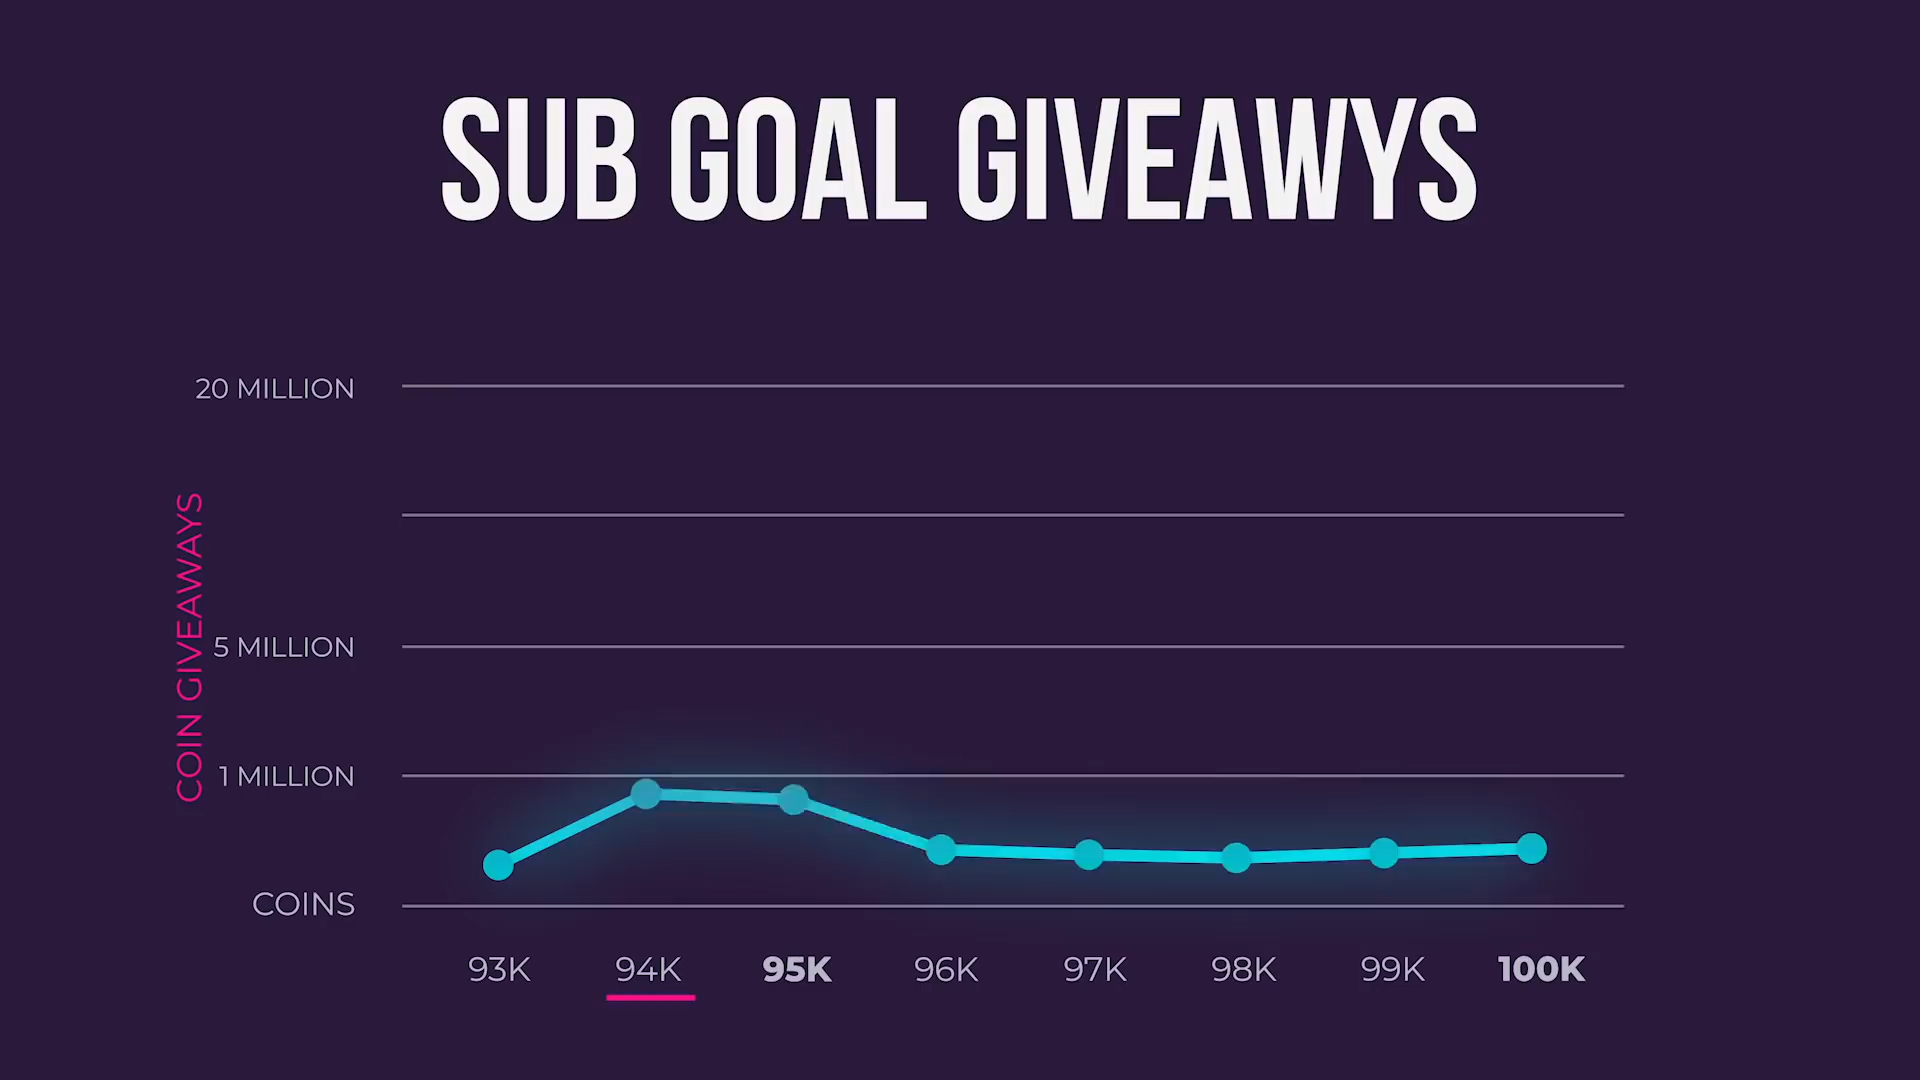 SUB GOAL GIVEAWYS
20 MILLION
COIN GIVEAWAYS
5 MILLION
1 MILLION
COINS
93K 94K 95K 96K 97K 98K 99K 100K